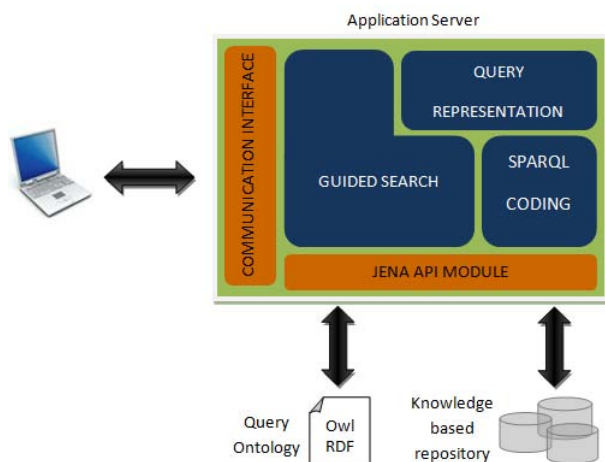 Application Server
COMMUNICATION INTERFACE
QUERY
REPRESENTATION
GUIDED SEARCH
SPARQL
CODING
JENA API MODULE
Query
Ontology
Owl
RDF
Knowledge
based
repository